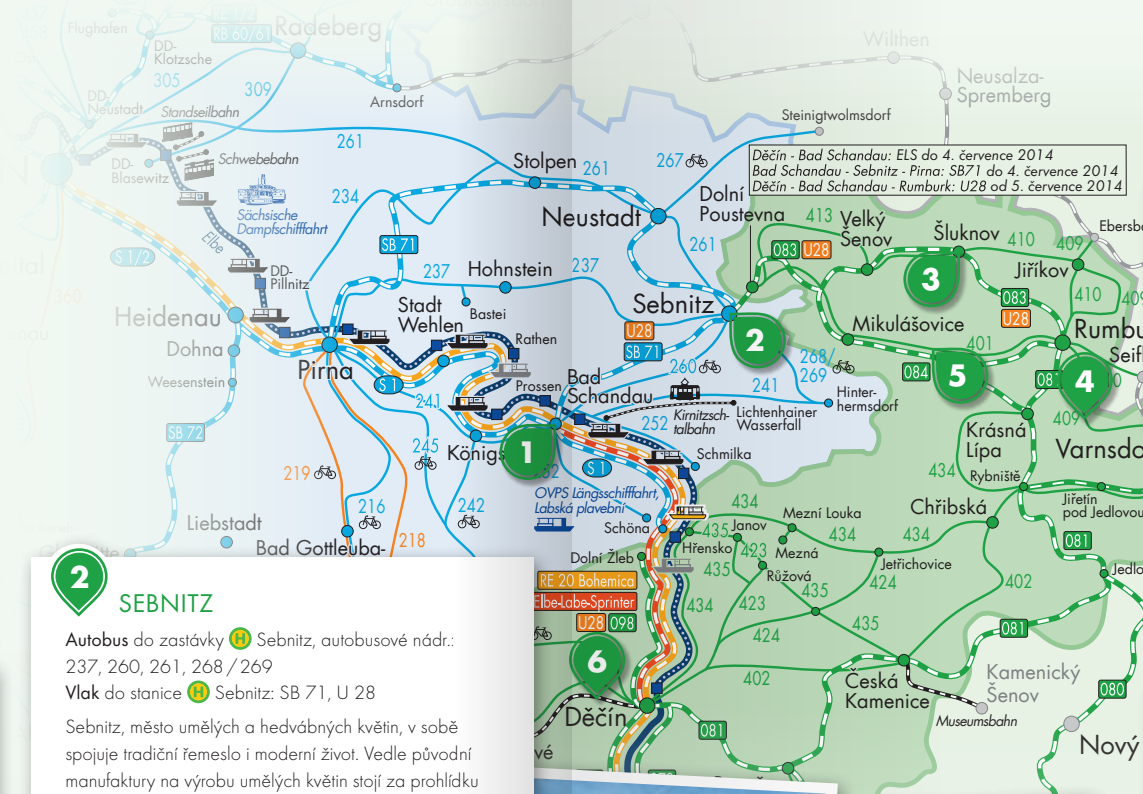 Flughafen
RB 60/61
Radeberg
DD-
Klotzsche
305
309
Arnsdorf
DD-
Neustadt
Standseilbahn
Schwebebahn
DD-
Blasewitz
Sächsische
Dampfschifffahrt
Elbe
S 1/2
DD-
Pillnitz
Heidenau
Dohna
Weesenstein
SB 72
Liebstadt
360
261
234
Stolpen
261
267
Steinigtwolmsdorf
Wilthen
Neusalza-
Spremberg
Děčín - Bad Schandau: ELS do 4. července 2014
Bad Schandau - Sebnitz - Pirna: SB71 do 4. července 2014
Děčín - Bad Schandau - Rumburk: U28 od 5. července 2014
Neustadt
261
SB 71
237
Hohnstein
237
Bastei
Stadt
Wehlen
Rathen
Pirna
S 1
241
Prossen
Bad
Schandau
Königs
1
245
242
219
216
218
Bad Gottleuba-
Sebnitz
2
U28
SB 71
260
268/
269
241
Hinter-
hermsdorf
Kirnitzsch-
talbahn
Lichtenhainer
Wasserfall
252
S 1
Schmilka
OVPS Längsschifffahrt,
Labská plavební
Schöna
Dolní
Poustevna
413
Velký
Šenov
083 U28
Šluknov
410
409
3
Jiříkov
083
U28
410
409
Mikulášovice
401
084
5
4
409
Krásná
Lípa
434
Rybniště
Chřibská
Jiřetín
081
402
081
Dolní Žleb
RE 20 Bohemica
Elbe-Labe-Sprinter
U28 098
6
Děčín
434
435
Hřensko
Janov
423
435
Mezní Louka
434
Mezná
434
Jetřichovice
Růžová
424
435
434
423
424
435
402
Česká
Kamenice
Kamenický
Šenov
Museumsbahn
080
Nový
081
2
SEBNITZ
Autobus do zastávky H Sebnitz, autobusové nádr.:
237, 260, 261, 268 / 269
Vlak do stanice H Sebnitz: SB 71, U 28
Sebnitz, město umělých a hedvábných květin, v sobě
spojuje tradiční řemeslo i moderní život. Vedle původní
manufaktury na výrobu umělých květin stojí za prohlídku